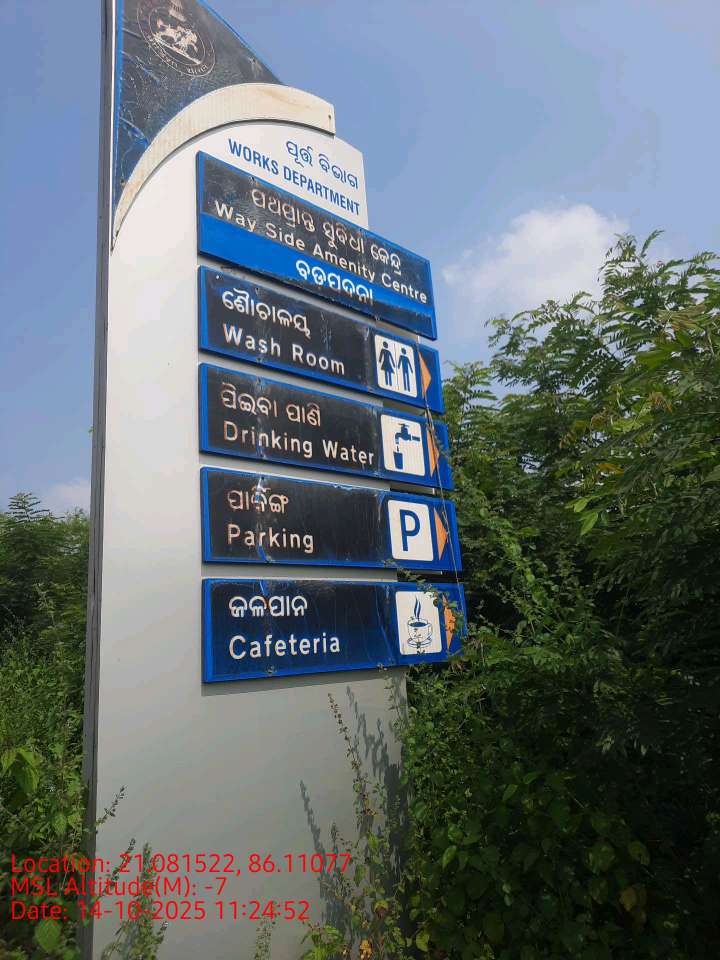 ପୂର୍ତ୍ତ ବିଭାଗ
WORKS DEPARTMENT
ପଥପ୍ରାନ୍ତ ସୁବିଧା କେନ୍ଦ୍ର
Way Side Amenity Centre
ବଡ଼ପଦନା
ଶୌଚାଳୟ
Wash Room
ପିଇବା ପାଣି
Drinking Water
ପାର୍କିଙ୍ଗ
Parking
P
ଜଳପାନ
Cafeteria
Location: 21.081522, 86.11077
MSL Altitude(M): -7
Date: 14-10-2025 11:24:52